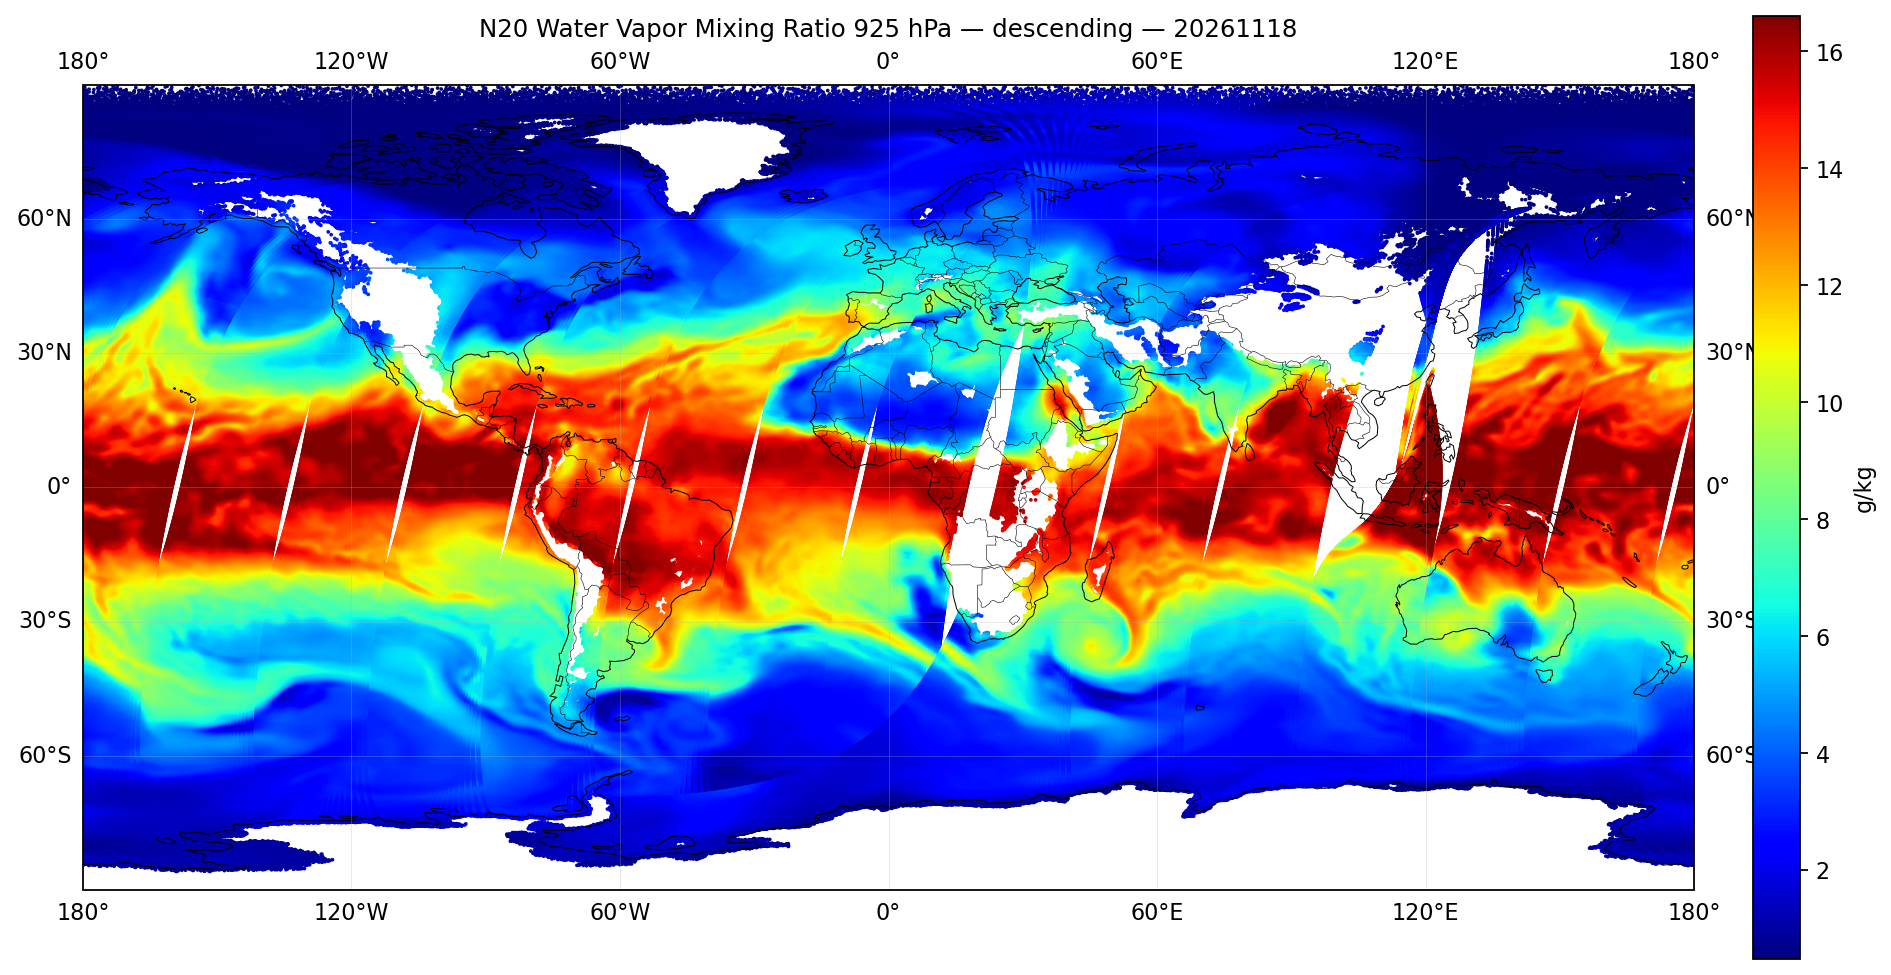 N20 Water Vapor Mixing Ratio 925 hPa — descending — 20261118
180° 120°W 60°W 0° 60°E 120°E 180°
60°N 60°N
30°N 30°N
0° 0°
30°S 30°S
60°S 60°S
180° 120°W 60°W 0° 60°E 120°E 180°
16
14
12
10
8
6
4
2
g/kg